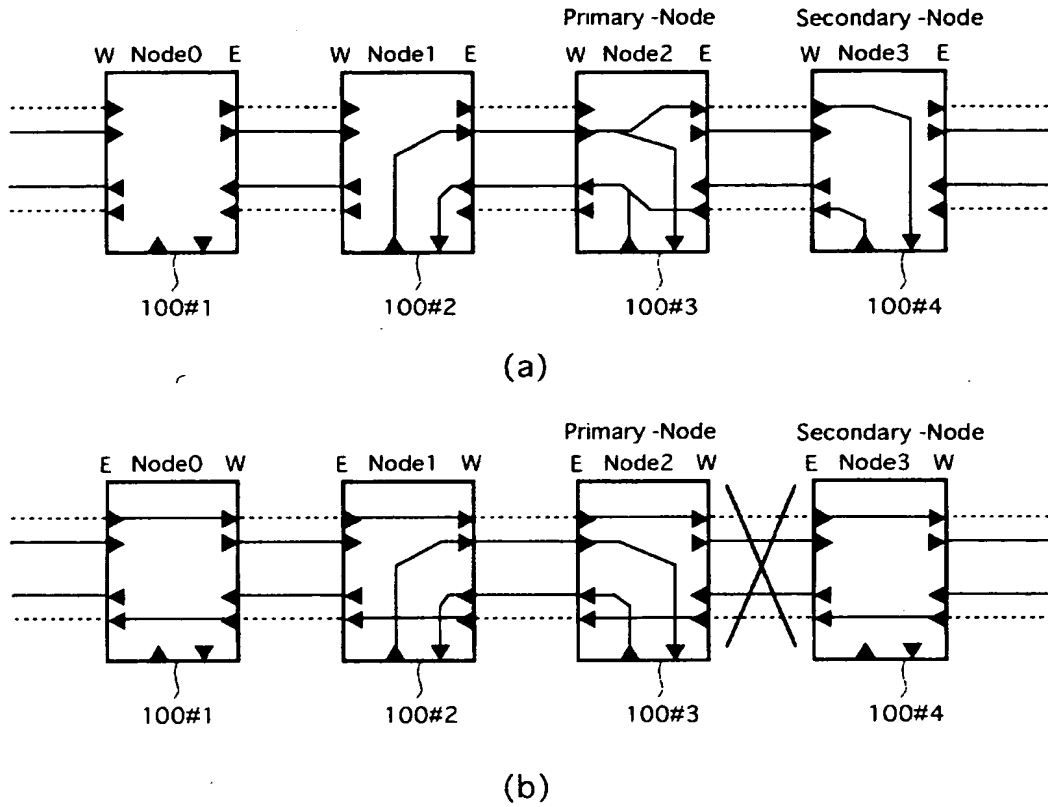 Primary -Node Secondary -Node
W Node0 E W Node1 E W Node2 E W Node3 E
100#1 100#2 100#3 100#4
(a)
Primary -Node Secondary -Node
E Node0 W E Node1 W E Node2 W E Node3 W
100#1 100#2 100#3 100#4
(b)